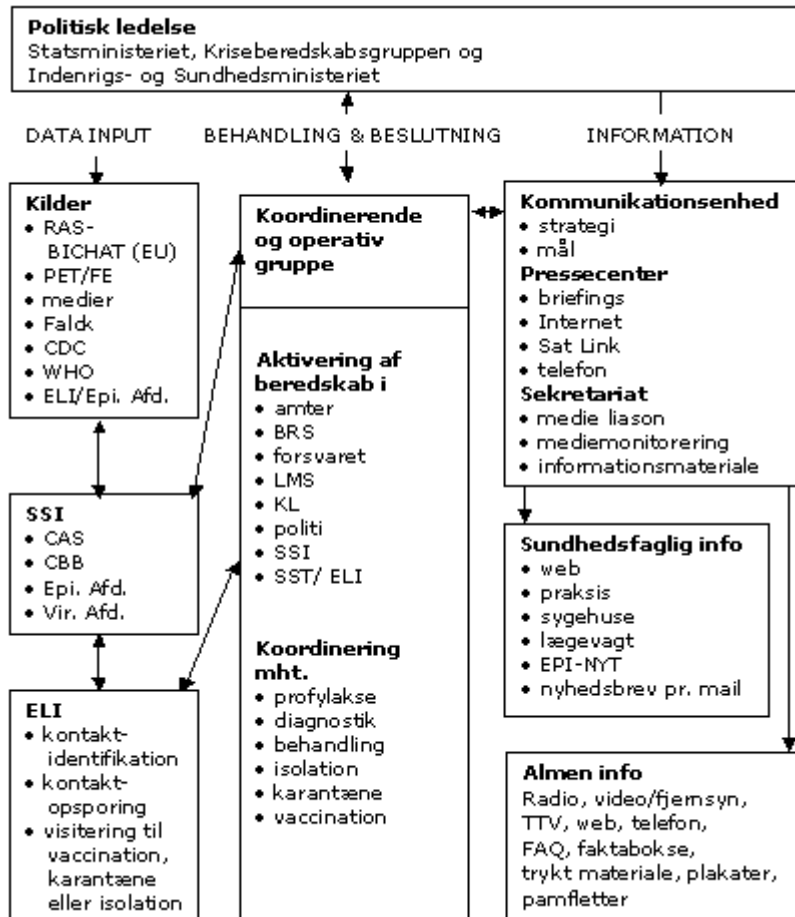 Politisk ledelse
Statsministeriet, Kriseberedskabsgruppen og
Indenrigs- og Sundhedsministeriet
DATA INPUT
BEHANDLING & BESLUTNING
INFORMATION
Kilder
• RAS-
BICHAT (EU)
• PET/FE
• medier
• Falck
• CDC
• WHO
• ELI/Epi. Afd.
SSI
• CAS
• CBB
• Epi. Afd.
• Vir. Afd.
ELI
• kontakt-
identifikation
• kontakt-
opsporing
• visitering til
vaccination,
karantæne
eller isolation
Koordinerende
og operativ
gruppe
Aktivering af
beredskab i
• amter
• BRS
• forsvaret
• LMS
• KL
• politi
• SSI
• SST/ ELI
Koordinering
mht.
• profylakse
• diagnostik
• behandling
• isolation
• karantæne
• vaccination
Kommunikationsenhed
• strategi
• mål
Pressecenter
• briefings
• Internet
• Sat Link
• telefon
Sekretariat
• medie liason
• mediemonitorering
• informationsmateriale
Sundhedsfaglig info
• web
• praksis
• sygehuse
• lægevagt
• EPI-NYT
• nyhedsbrev pr. mail
Almen info
Radio, video/fjernsyn,
TTV, web, telefon,
FAQ, faktabokse,
trykt materiale, plakater,
pamfletter